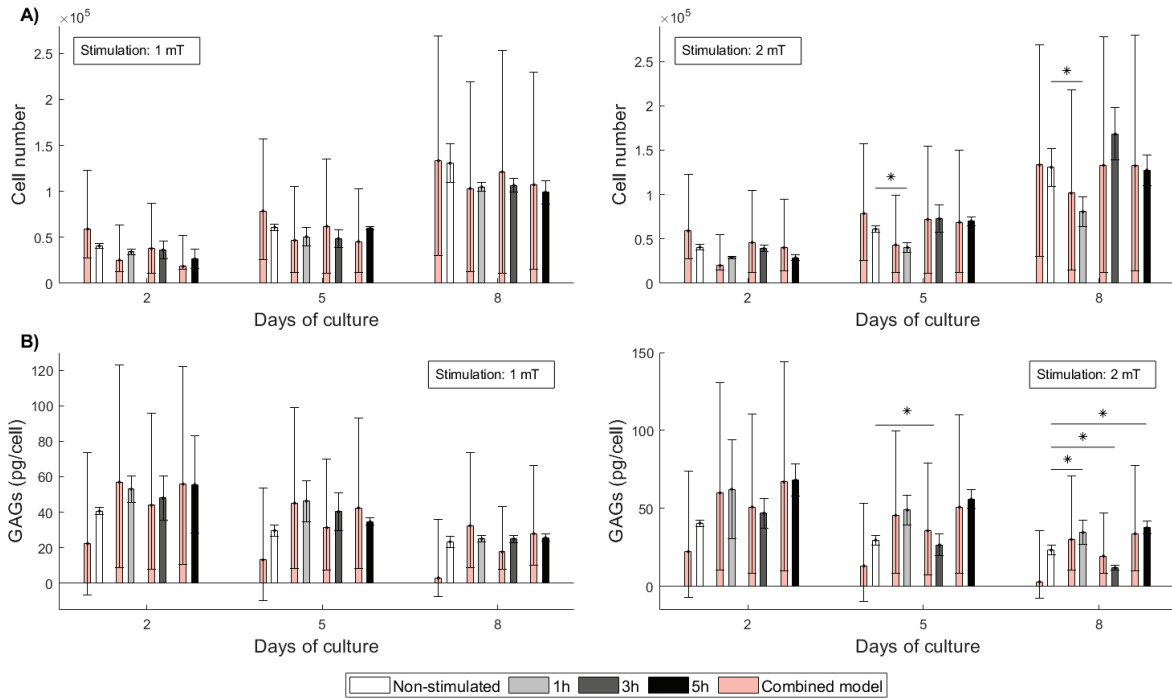 A)
×10⁵
Stimulation: 1 mT
2.5
2
1.5
1
0.5
0
Cell number
2 5 8
Days of culture
×10⁵
Stimulation: 2 mT
*
*
2.5
2
1.5
1
0.5
0
Cell number
2 5 8
Days of culture
B)
Stimulation: 1 mT
120
100
80
60
40
20
0
GAGs (pg/cell)
2 5 8
Days of culture
Stimulation: 2 mT
*
*
*
*
150
100
50
0
GAGs (pg/cell)
2 5 8
Days of culture
Non-stimulated 1h 3h 5h Combined model